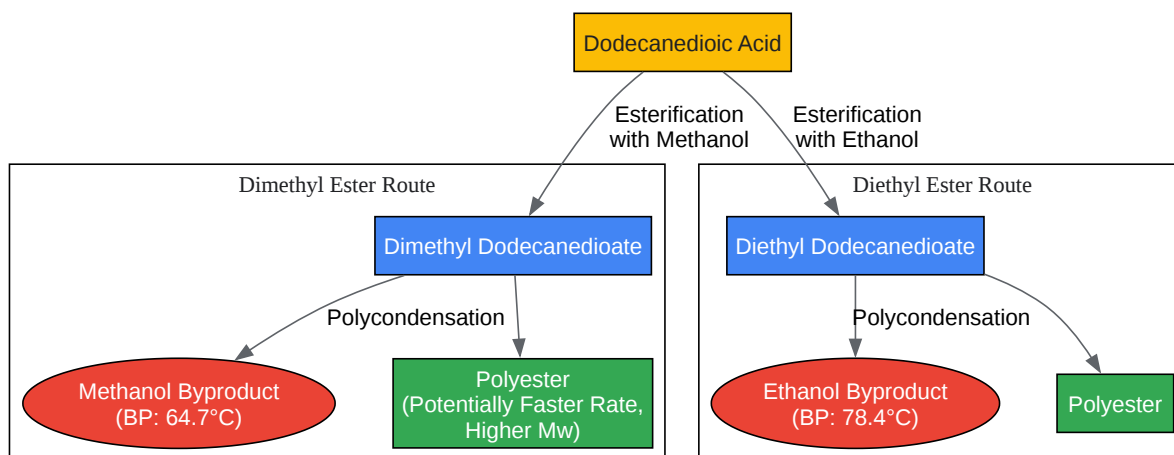 Dodecanedioic Acid
Esterification
with Methanol
Esterification
with Ethanol
Dimethyl Ester Route
Diethyl Ester Route
Dimethyl Dodecanedioate
Diethyl Dodecanedioate
Polycondensation
Polycondensation
Methanol Byproduct
(BP: 64.7°C)
Polyester
(Potentially Faster Rate,
Higher Mw)
Ethanol Byproduct
(BP: 78.4°C)
Polyester